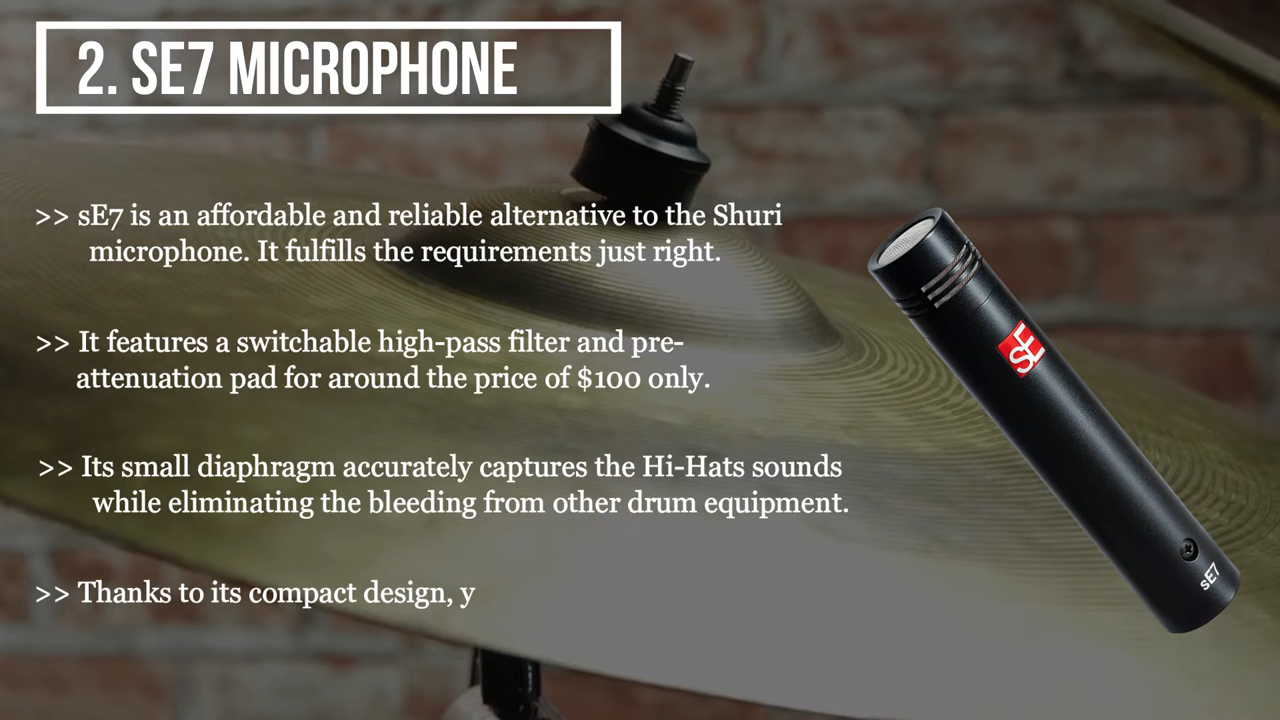 2. SE7 MICROPHONE
>> sE7 is an affordable and reliable alternative to the Shuri
microphone. It fulfills the requirements just right.
>> It features a switchable high-pass filter and pre-
attenuation pad for around the price of $100 only.
>> Its small diaphragm accurately captures the Hi-Hats sounds
while eliminating the bleeding from other drum equipment.
>> Thanks to its compact design, y
sE
sE7